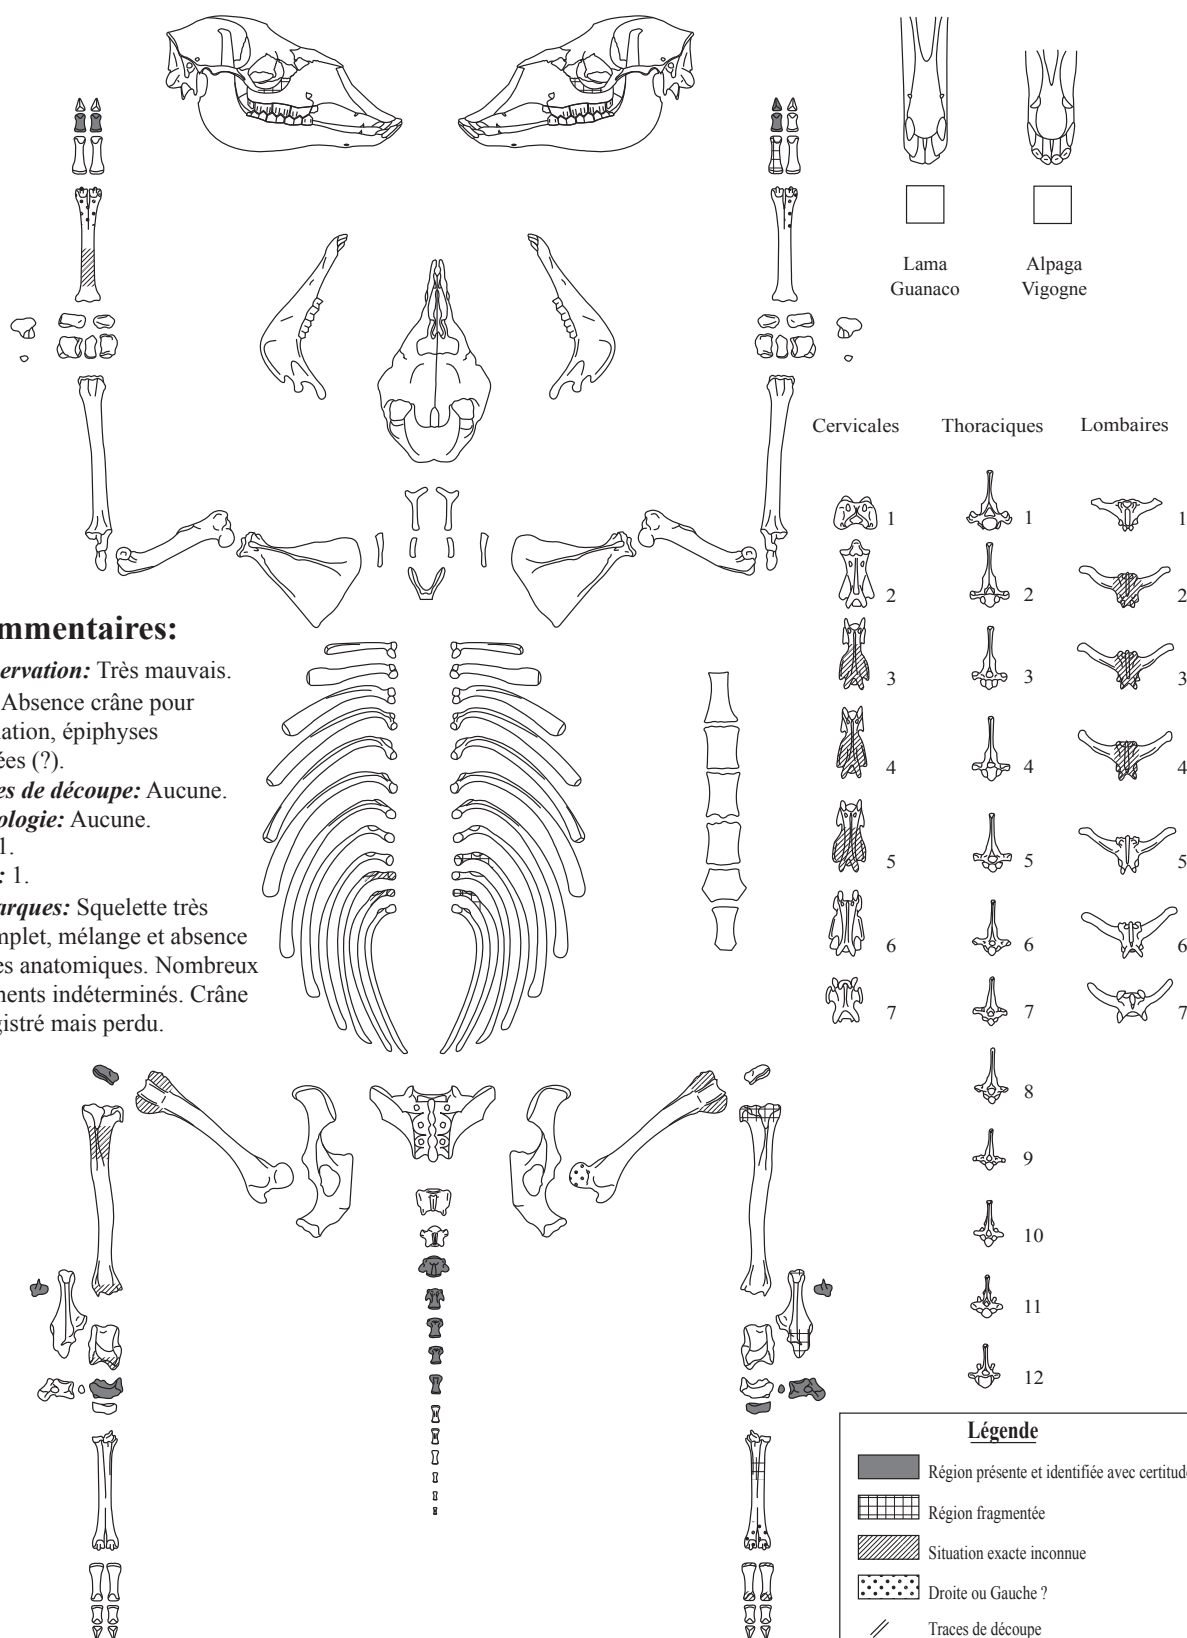 Lama
Guanaco
Alpaga
Vigogne
Cervicales
Thoraciques
Lombaires
1
2
3
4
5
6
7
1
2
3
4
5
6
7
8
9
10
11
12
1
2
3
4
5
6
7
mmentaires:
ervation: Très mauvais.
Absence crâne pour
ation, épiphyses
ées (?).
es de découpe: Aucune.
ologie: Aucune.
1.
: 1.
arques: Squelette très
mplet, mélange et absence
es anatomiques. Nombreux
ments indéterminés. Crâne
gistré mais perdu.
Légende
Région présente et identifiée avec certitude
Région fragmentée
Situation exacte inconnue
Droite ou Gauche ?
Traces de découpe